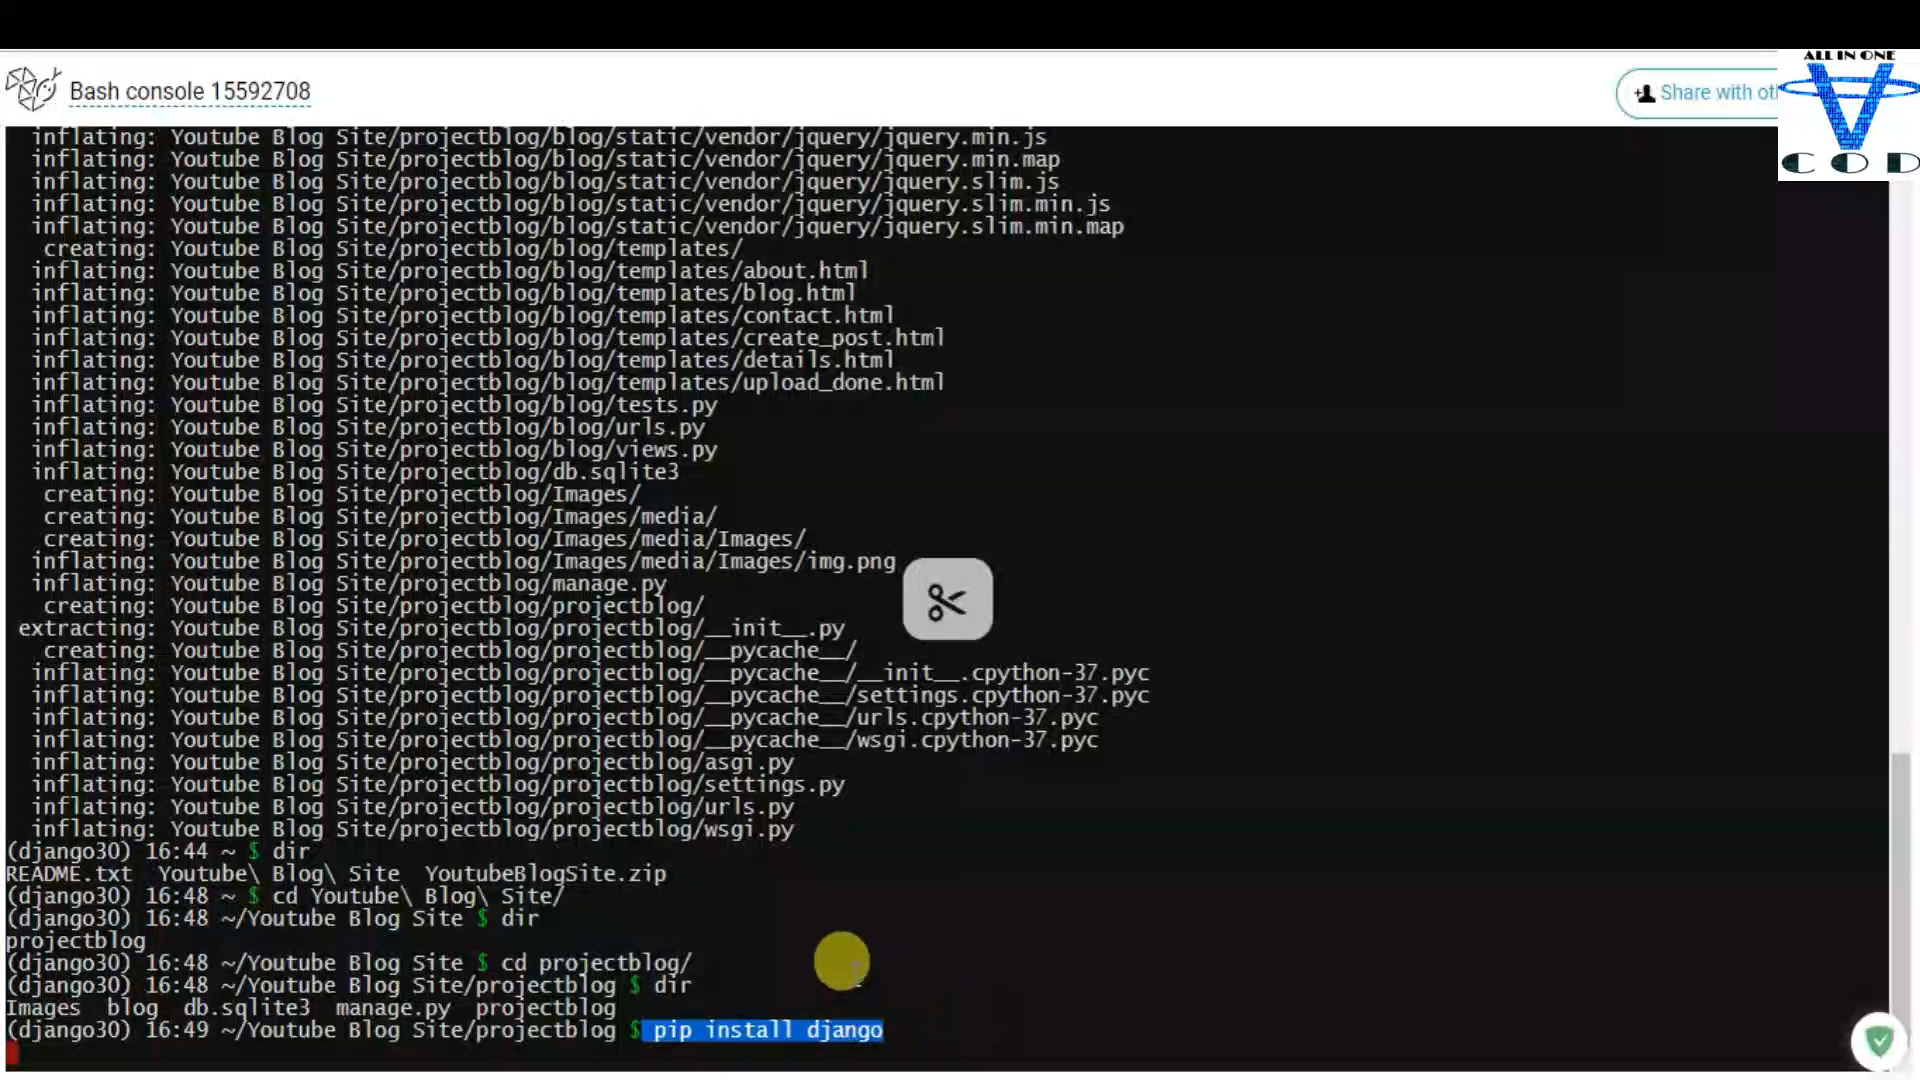 ALL IN ONE
Bash console 15592708
Share with ot
C O D
inflating: Youtube Blog Site/projectblog/blog/static/vendor/jquery/jquery.min.js
inflating: Youtube Blog Site/projectblog/blog/static/vendor/jquery/jquery.min.map
inflating: Youtube Blog Site/projectblog/blog/static/vendor/jquery/jquery.slim.js
inflating: Youtube Blog Site/projectblog/blog/static/vendor/jquery/jquery.slim.min.js
inflating: Youtube Blog Site/projectblog/blog/static/vendor/jquery/jquery.slim.min.map
creating: Youtube Blog Site/projectblog/blog/templates/
inflating: Youtube Blog Site/projectblog/blog/templates/about.html
inflating: Youtube Blog Site/projectblog/blog/templates/blog.html
inflating: Youtube Blog Site/projectblog/blog/templates/contact.html
inflating: Youtube Blog Site/projectblog/blog/templates/create_post.html
inflating: Youtube Blog Site/projectblog/blog/templates/details.html
inflating: Youtube Blog Site/projectblog/blog/templates/upload_done.html
inflating: Youtube Blog Site/projectblog/blog/tests.py
inflating: Youtube Blog Site/projectblog/blog/urls.py
inflating: Youtube Blog Site/projectblog/blog/views.py
inflating: Youtube Blog Site/projectblog/db.sqlite3
creating: Youtube Blog Site/projectblog/Images/
creating: Youtube Blog Site/projectblog/Images/media/
creating: Youtube Blog Site/projectblog/Images/media/Images/
inflating: Youtube Blog Site/projectblog/Images/media/Images/img.png
inflating: Youtube Blog Site/projectblog/manage.py
creating: Youtube Blog Site/projectblog/projectblog/
extracting: Youtube Blog Site/projectblog/projectblog/__init__.py
creating: Youtube Blog Site/projectblog/projectblog/__pycache__/
inflating: Youtube Blog Site/projectblog/projectblog/__pycache__/__init__.cpython-37.pyc
inflating: Youtube Blog Site/projectblog/projectblog/__pycache__/settings.cpython-37.pyc
inflating: Youtube Blog Site/projectblog/projectblog/__pycache__/urls.cpython-37.pyc
inflating: Youtube Blog Site/projectblog/projectblog/__pycache__/wsgi.cpython-37.pyc
inflating: Youtube Blog Site/projectblog/projectblog/asgi.py
inflating: Youtube Blog Site/projectblog/projectblog/settings.py
inflating: Youtube Blog Site/projectblog/projectblog/urls.py
inflating: Youtube Blog Site/projectblog/projectblog/wsgi.py
(django30) 16:44 ~ $ dir
README.txt Youtube\ Blog\ Site YoutubeBlogSite.zip
(django30) 16:48 ~ $ cd Youtube\ Blog\ Site/
(django30) 16:48 ~/Youtube Blog Site $ dir
projectblog
(django30) 16:48 ~/Youtube Blog Site $ cd projectblog/
(django30) 16:48 ~/Youtube Blog Site/projectblog $ dir
Images blog db.sqlite3 manage.py projectblog
(django30) 16:49 ~/Youtube Blog Site/projectblog $ pip install django